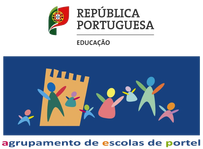 REPÚBLICA
PORTUGUESA
EDUCAÇÃO
agrupamento de escolas de portel